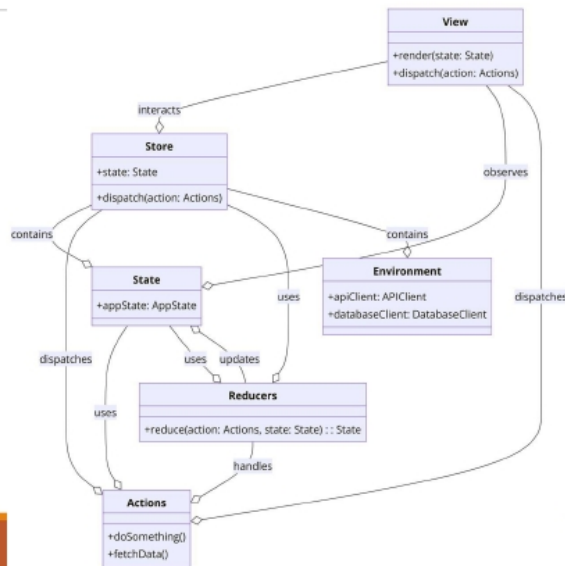 View
+render(state: State)
+dispatch(action: Actions)
interacts
Store
+state: State
+dispatch(action: Actions)
observes
contains
contains
State
+appState: AppState
Environment
+apiClient: APIClient
+databaseClient: DatabaseClient
uses
dispatches
dispatches
uses
updates
Reducers
+reduce(action: Actions, state: State) : : State
uses
handles
Actions
+doSomething()
+fetchData()